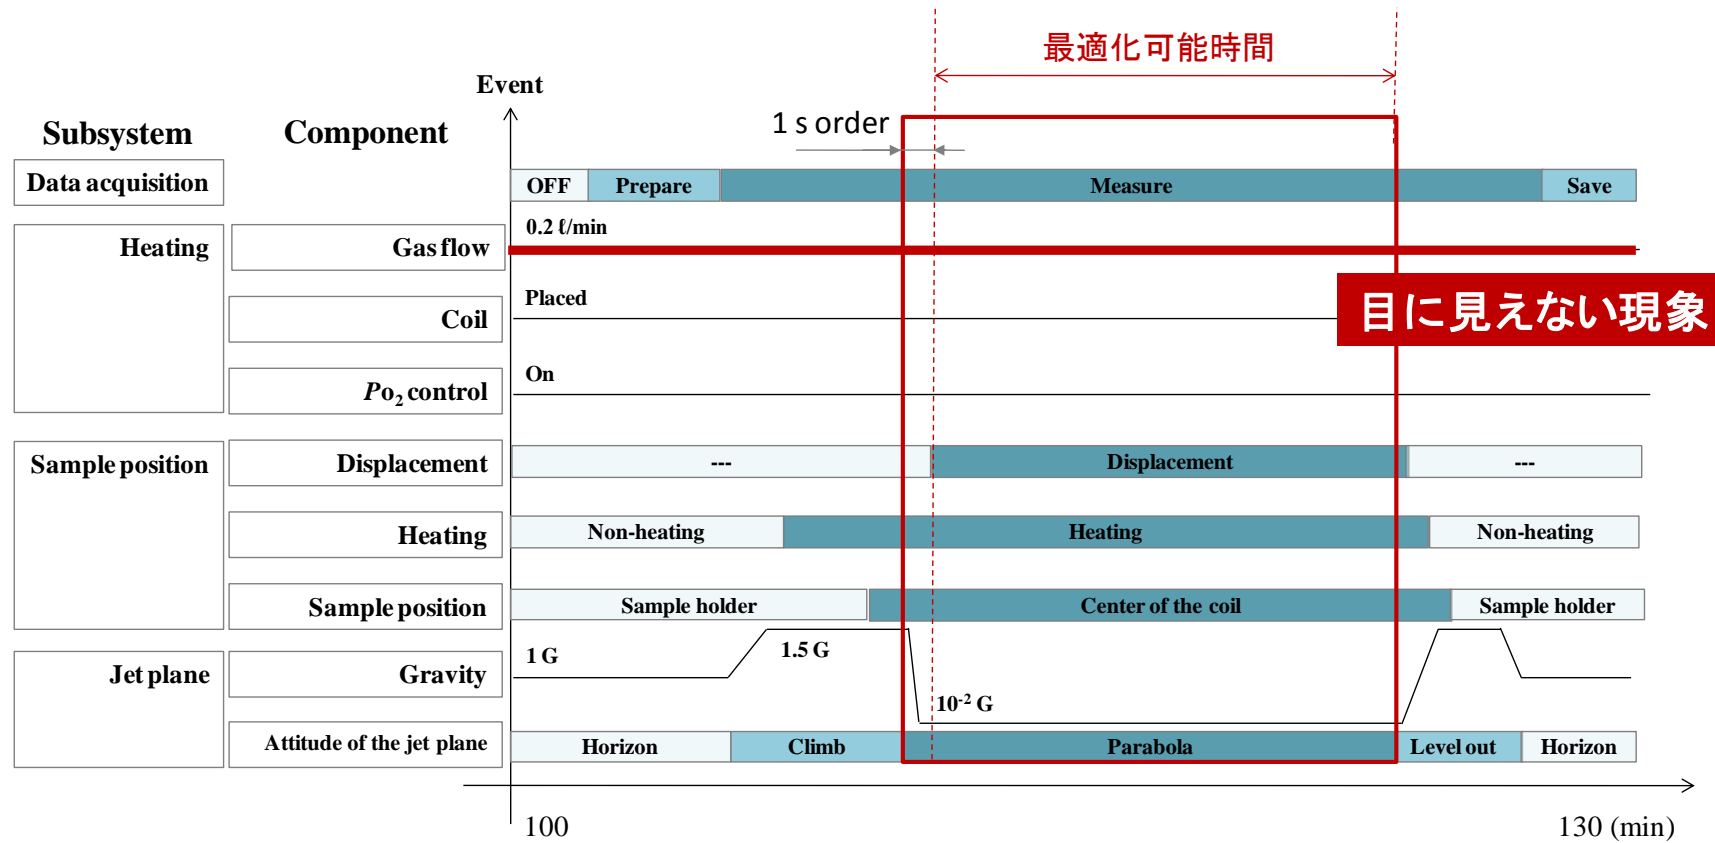 最適化可能時間
Event
1 s order
Subsystem
Component
Data acquisition
OFF
Prepare
Measure
Save
0.2 ℓ/min
Heating
Gas flow
目に見えない現象
Placed
Coil
On
Po₂ control
Sample position
Displacement
---
Displacement
---
Heating
Non-heating
Heating
Non-heating
Sample position
Sample holder
Center of the coil
Sample holder
Jet plane
Gravity
1 G
1.5 G
10⁻² G
Attitude of the jet plane
Horizon
Climb
Parabola
Level out
Horizon
100
130 (min)